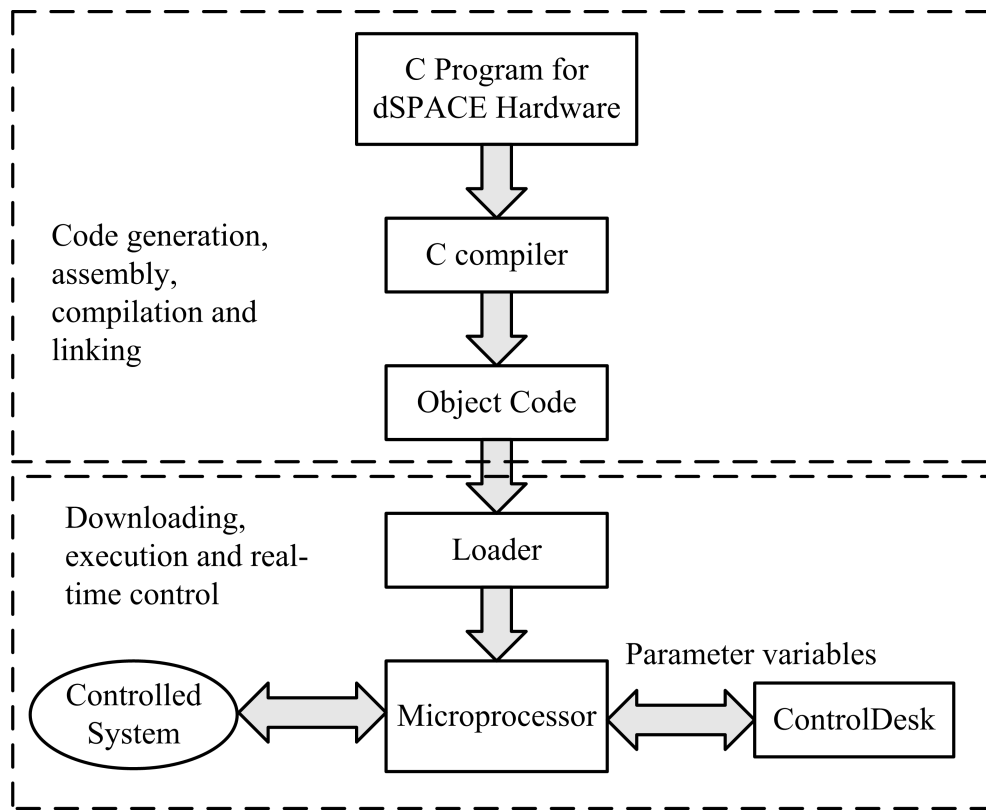 C Program for
dSPACE Hardware
C compiler
Code generation,
assembly,
compilation and
linking
Object Code
Downloading,
execution and real-
time control
Loader
Parameter variables
Controlled
System
Microprocessor
ControlDesk